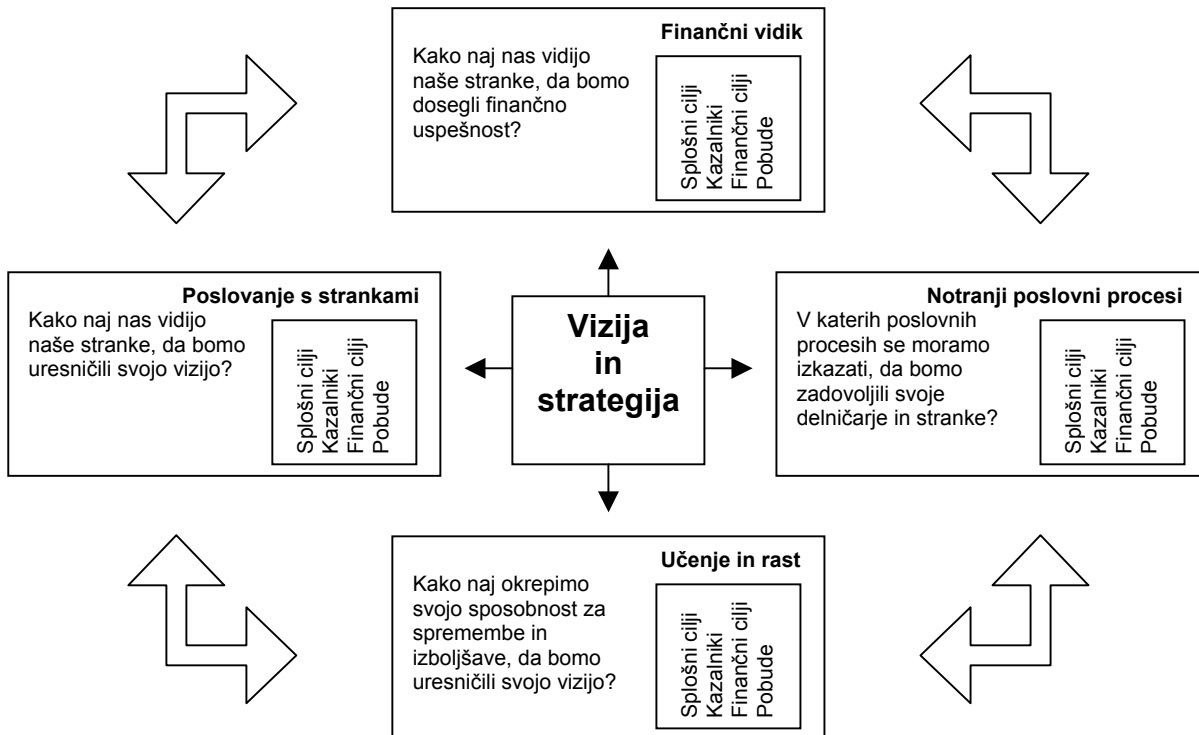 Finančni vidik
Kako naj nas vidijo
naše stranke, da bomo
dosegli finančno
uspešnost?
Splošni cilji
Kazalniki
Finančni cilji
Pobude
Poslovanje s strankami
Kako naj nas vidijo
naše stranke, da bomo
uresničili svojo vizijo?
Splošni cilji
Kazalniki
Finančni cilji
Pobude
Vizija
in
strategija
Notranji poslovni procesi
V katerih poslovnih
procesih se moramo
izkazati, da bomo
zadovoljili svoje
delničarje in stranke?
Splošni cilji
Kazalniki
Finančni cilji
Pobude
Učenje in rast
Kako naj okrepimo
svojo sposobnost za
spremembe in
izboljšave, da bomo
uresničili svojo vizijo?
Splošni cilji
Kazalniki
Finančni cilji
Pobude